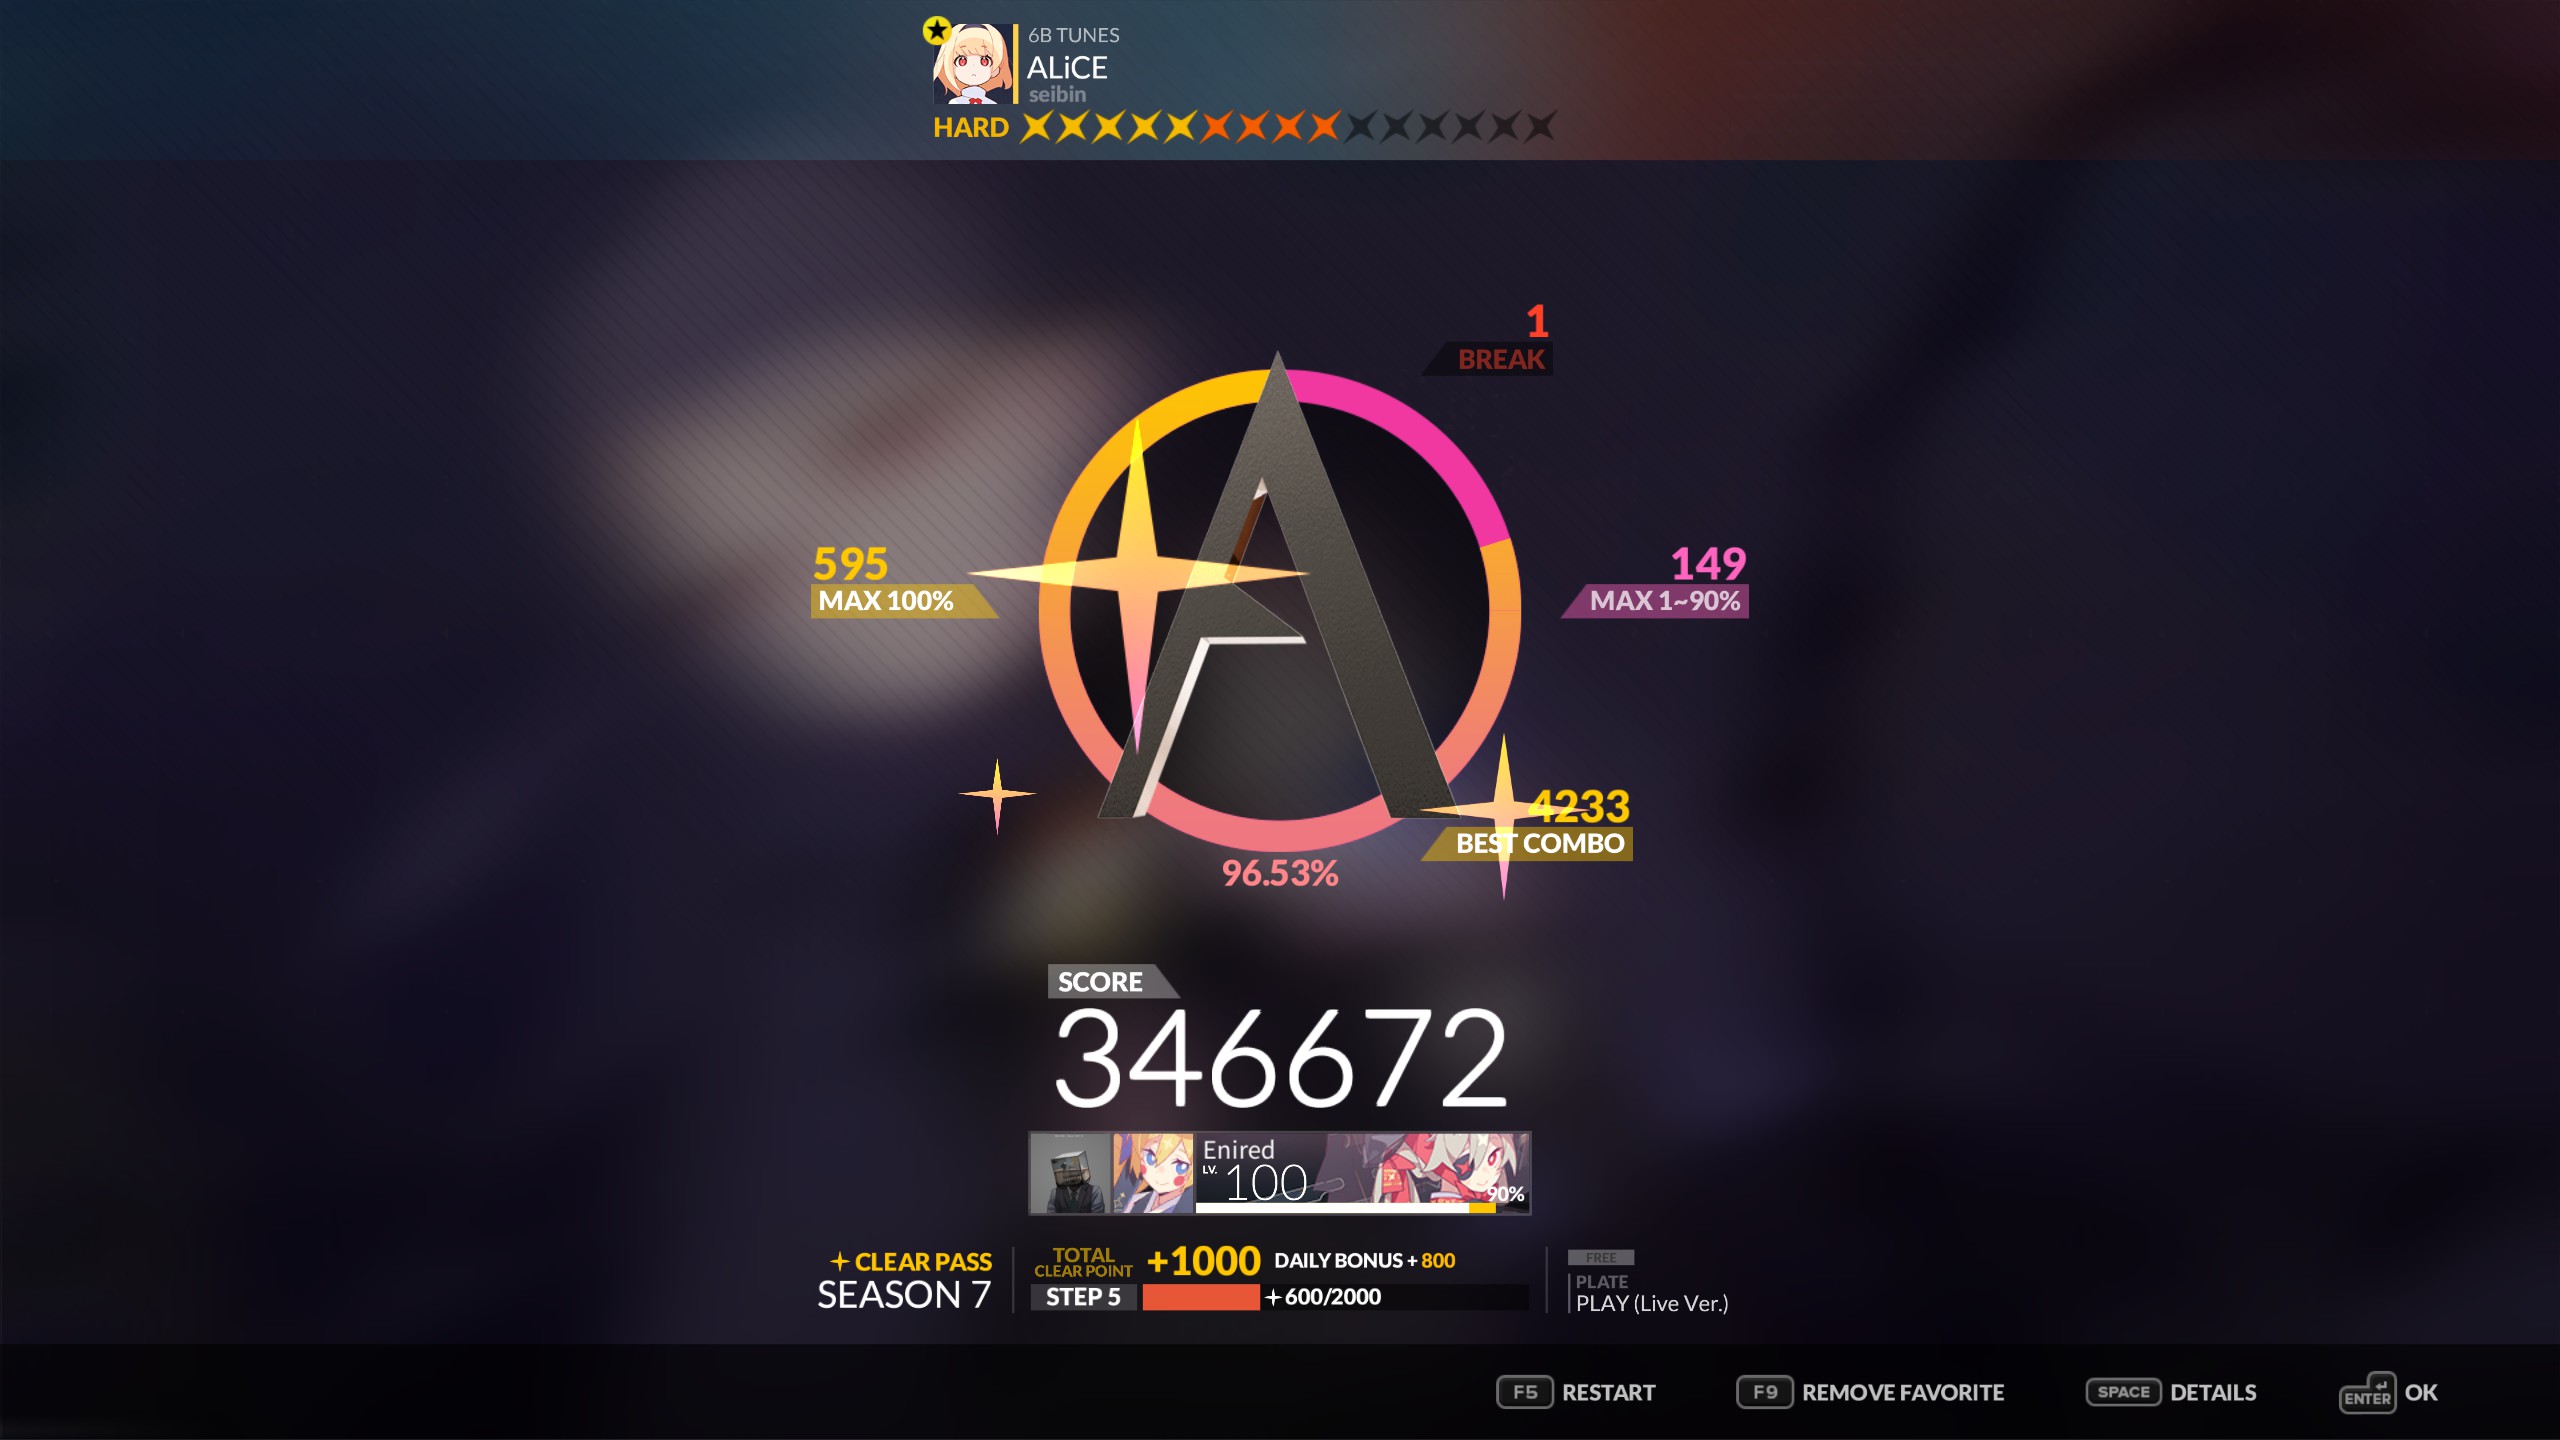 6B TUNES
ALiCE
seibin
HARD
1
BREAK
595
MAX 100%
149
MAX 1~90%
4233
BEST COMBO
96.53%
SCORE
346672
Enired
LV. 100
90%
CLEAR PASS
SEASON 7
TOTAL
CLEAR POINT
+1000
DAILY BONUS + 800
STEP 5
600/2000
FREE
PLATE
PLAY (Live Ver.)
F5 RESTART
F9 REMOVE FAVORITE
SPACE DETAILS
ENTER OK